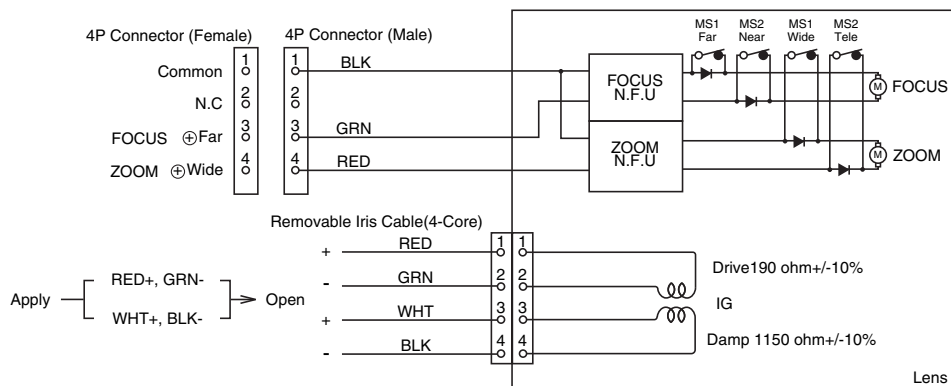 MS1 Far
MS2 Near
MS1 Wide
MS2 Tele
4P Connector (Female)
4P Connector (Male)
1
Common
2
N.C
3
FOCUS ⊕Far
4
ZOOM ⊕Wide
1
2
3
4
BLK
GRN
RED
FOCUS
N.F.U
ZOOM
N.F.U
M
FOCUS
M
ZOOM
Removable Iris Cable(4-Core)
+ RED 1 1
- GRN 2 2
+ WHT 3 3
- BLK 4 4
Drive190 ohm+/-10%
IG
Damp 1150 ohm+/-10%
Apply
RED+, GRN-
WHT+, BLK-
Open
Lens